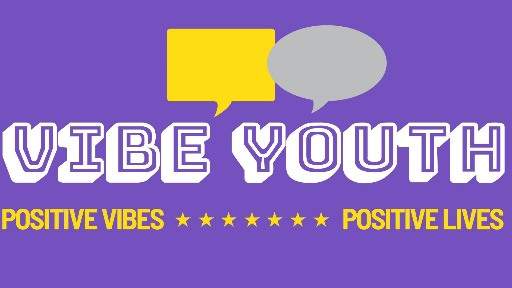 VIBE YOUTH
POSITIVE VIBES ★ ★ ★ ★ ★ ★ ★ POSITIVE LIVES